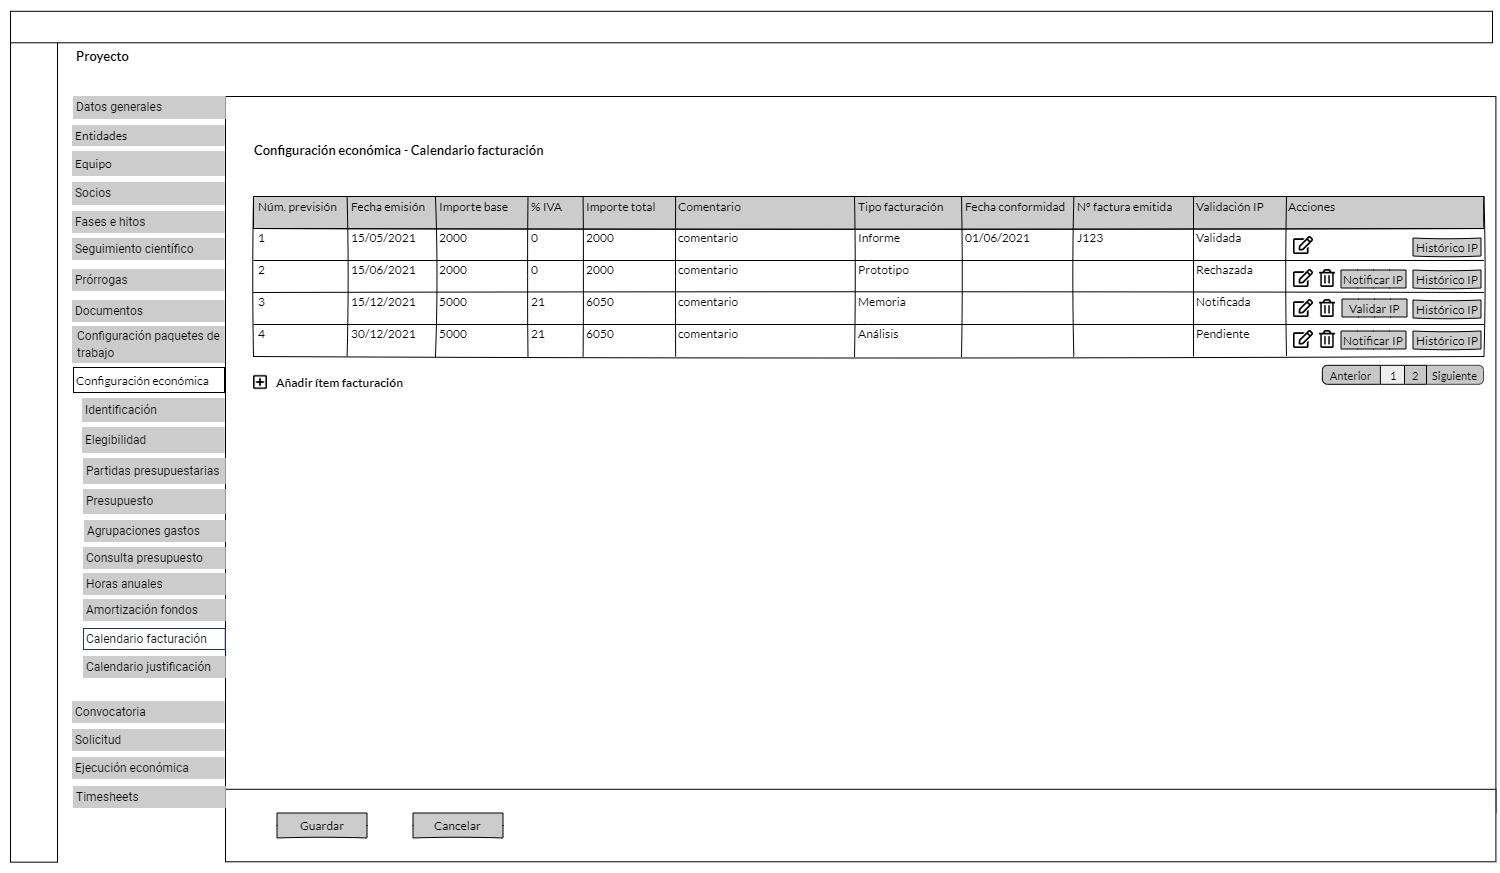 Proyecto
Datos generales
Entidades
Equipo
Socios
Fases e hitos
Seguimiento científico
Prórrogas
Documentos
Configuración paquetes de
trabajo
Configuración económica
Identificación
Elegibilidad
Partidas presupuestarias
Presupuesto
Agrupaciones gastos
Consulta presupuesto
Horas anuales
Amortización fondos
Calendario facturación
Calendario justificación
Convocatoria
Solicitud
Ejecución económica
Timesheets
Configuración económica - Calendario facturación
Núm. previsión Fecha emisión Importe base % IVA Importe total Comentario Tipo facturación Fecha conformidad Nº factura emitida Validación IP Acciones
1 15/05/2021 2000 0 2000 comentario Informe 01/06/2021 J123 Validada Histórico IP
2 15/06/2021 2000 0 2000 comentario Prototipo Rechazada Notificar IP Histórico IP
3 15/12/2021 5000 21 6050 comentario Memoria Notificada Validar IP Histórico IP
4 30/12/2021 5000 21 6050 comentario Análisis Pendiente Notificar IP Histórico IP
Añadir ítem facturación
Anterior 1 2 Siguiente
Guardar Cancelar